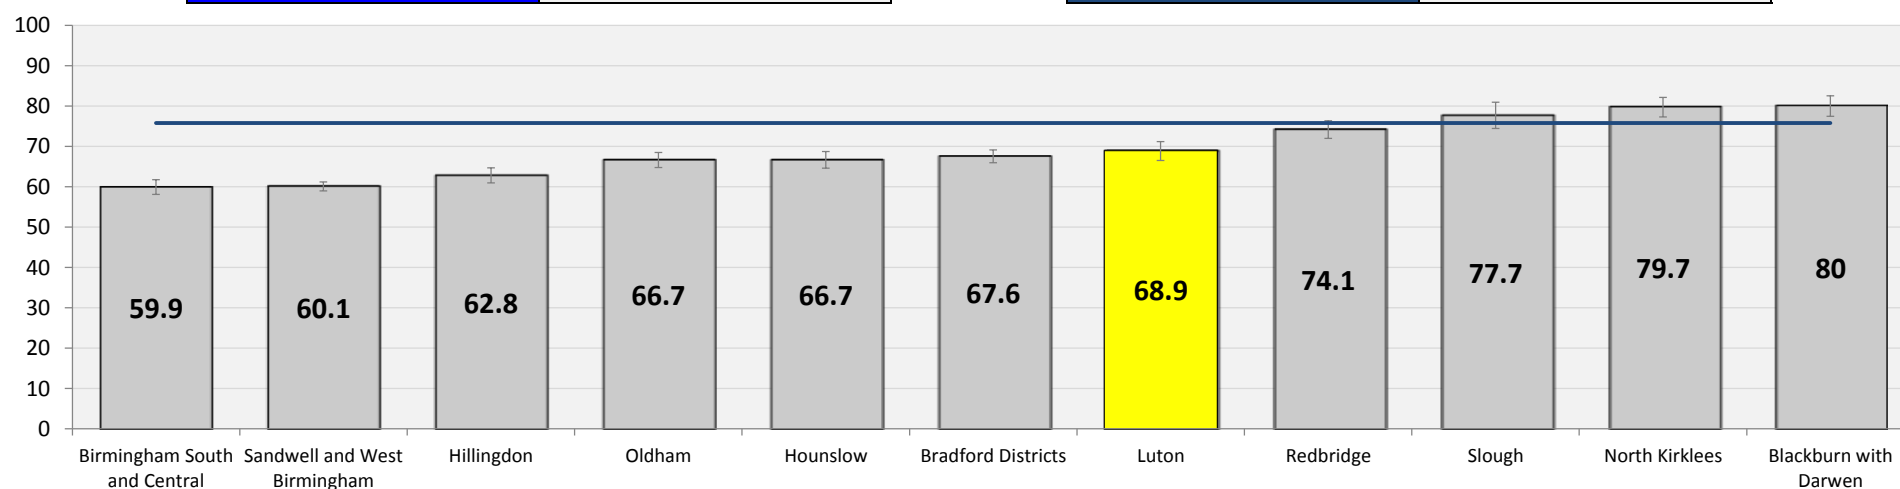 100
90
80
70
60
50
40
30
20
10
0
59.9
60.1
62.8
66.7
66.7
67.6
68.9
74.1
77.7
79.7
80
Birmingham South
and Central
Sandwell and West
Birmingham
Hillingdon
Oldham
Hounslow
Bradford Districts
Luton
Redbridge
Slough
North Kirklees
Blackburn with
Darwen